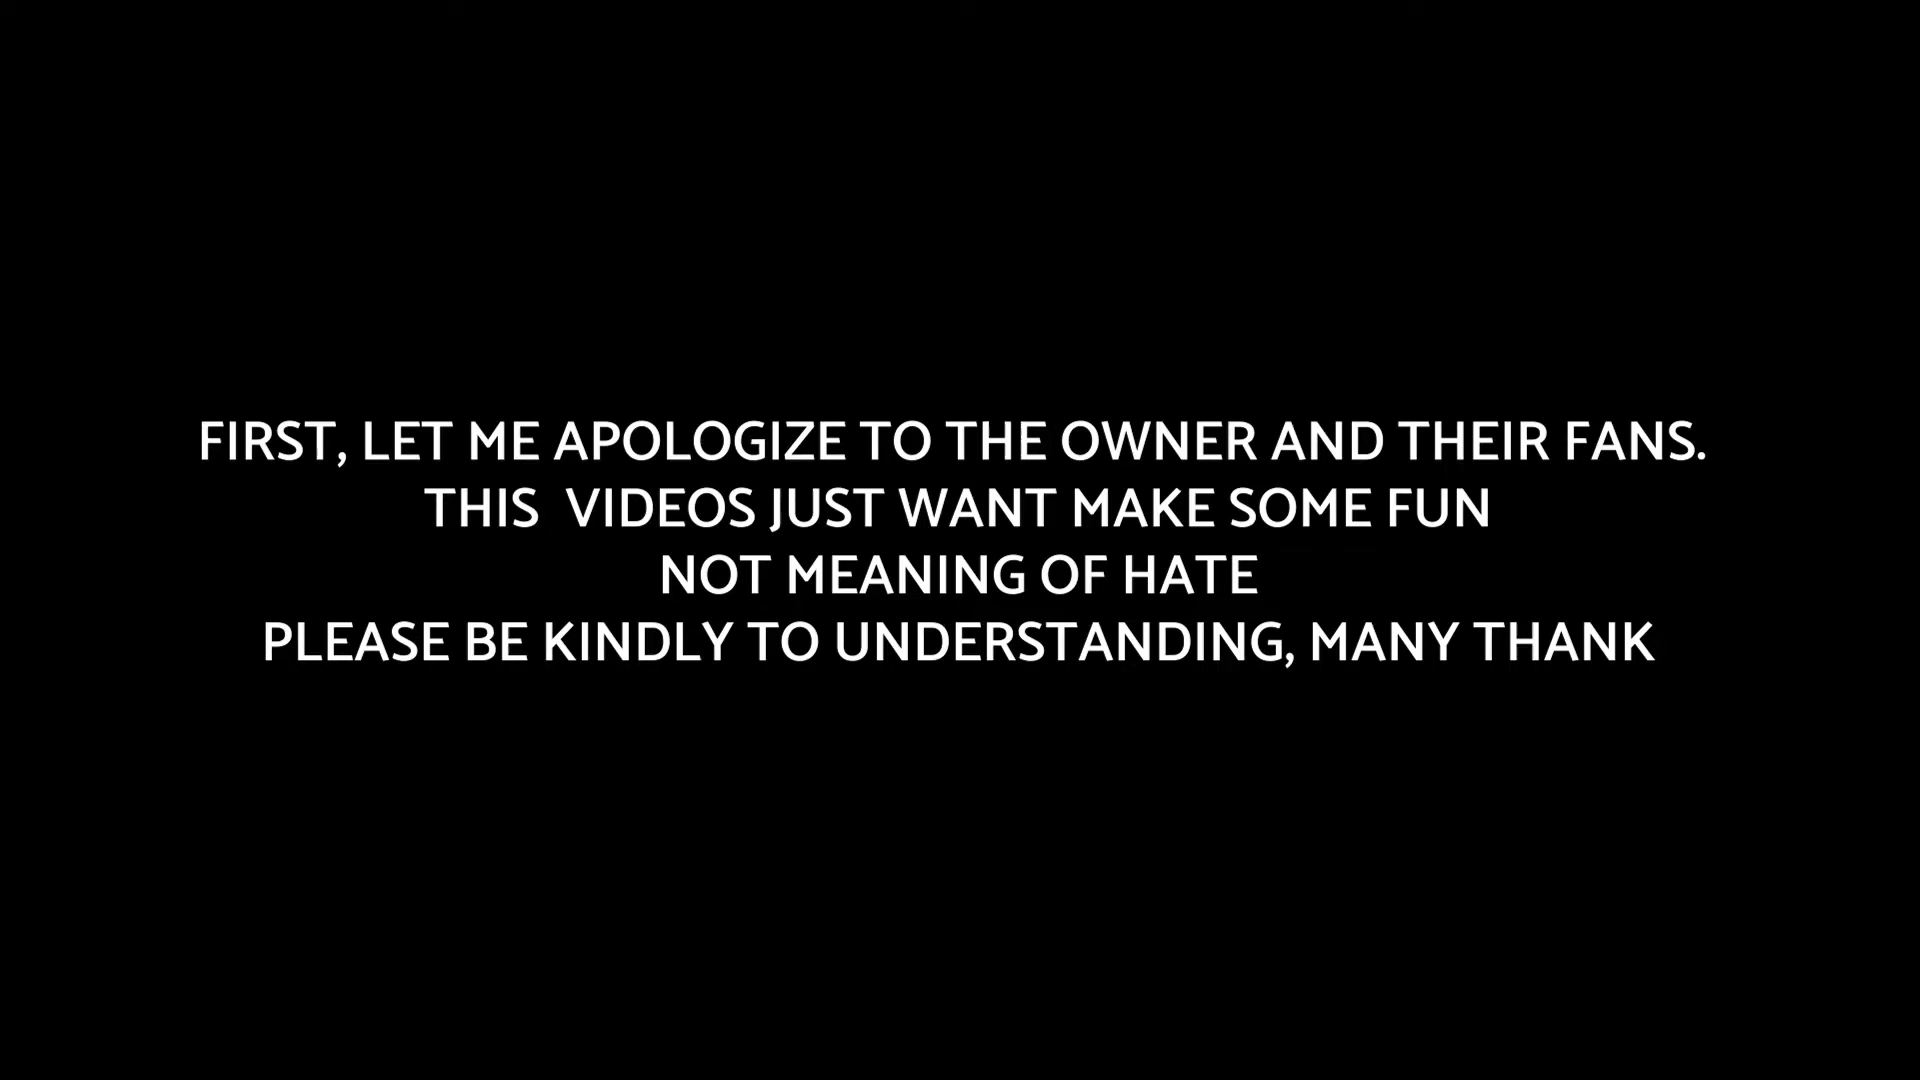 FIRST, LET ME APOLOGIZE TO THE OWNER AND THEIR FANS.
THIS  VIDEOS JUST WANT MAKE SOME FUN
NOT MEANING OF HATE
PLEASE BE KINDLY TO UNDERSTANDING, MANY THANK